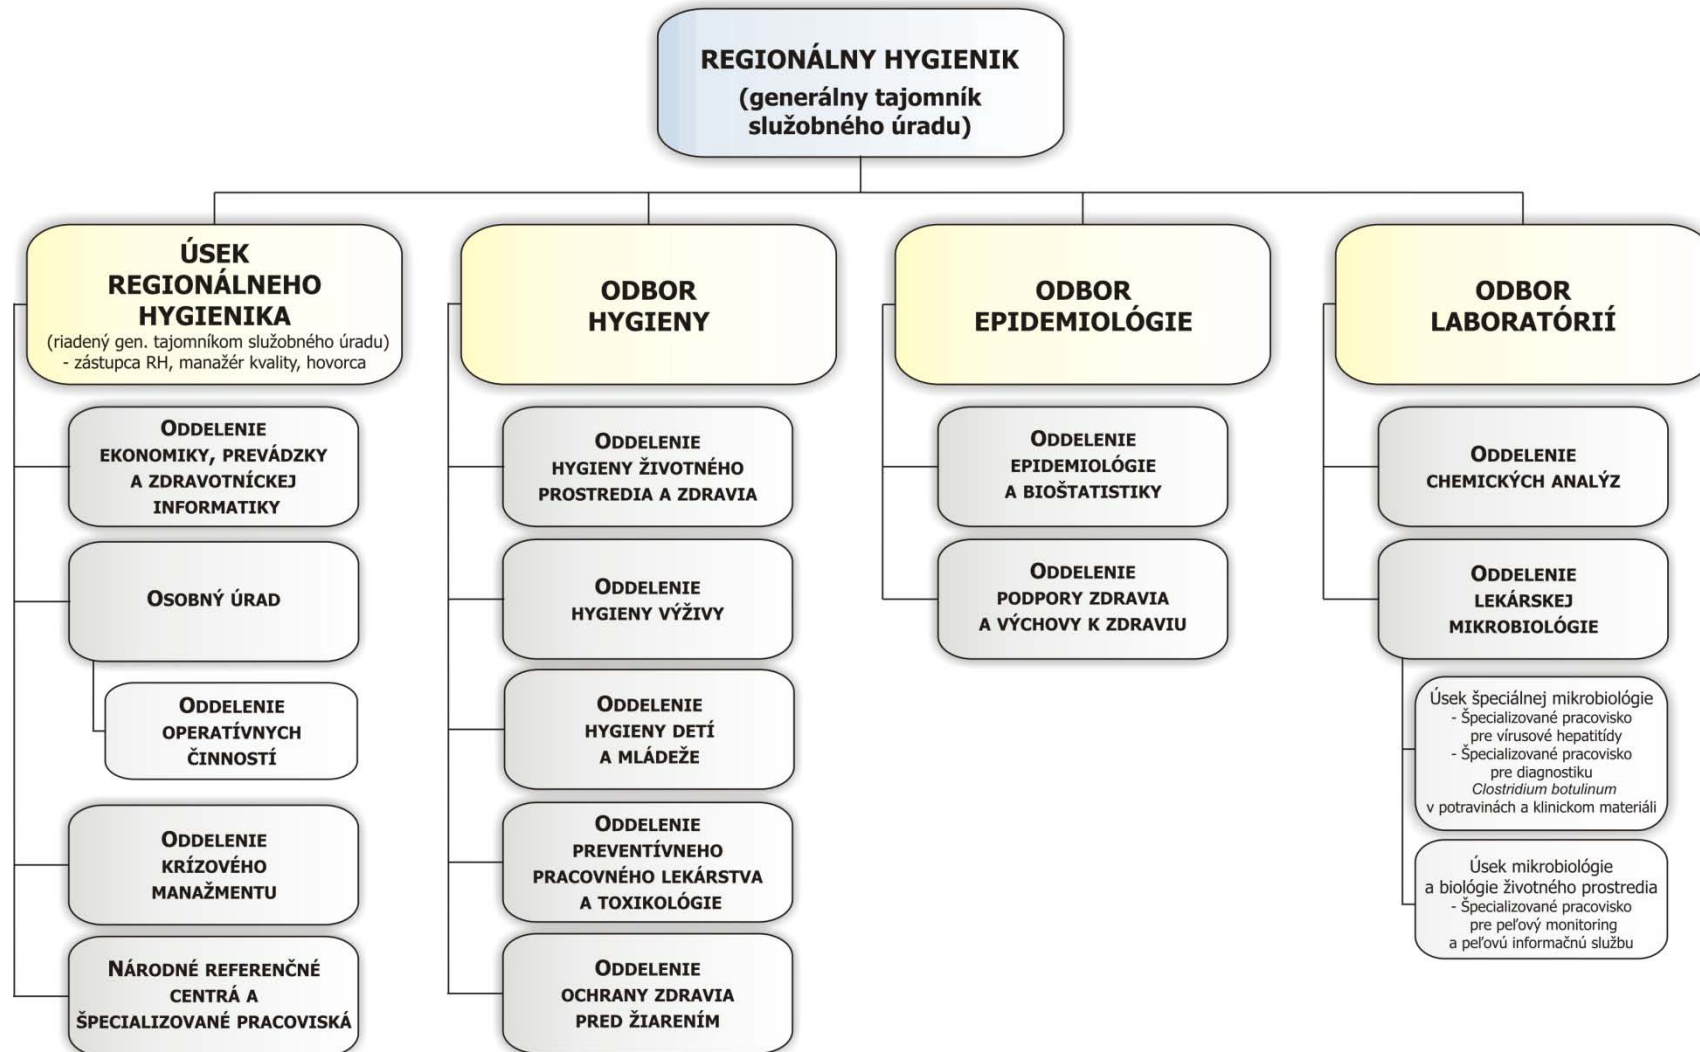 REGIONÁLNY HYGIENIK
(generálny tajomník
služobného úradu)
ÚSEK
REGIONÁLNEHO
HYGIENIKA
(riadený gen. tajomníkom služobného úradu)
- zástupca RH, manažér kvality, hovorca
ODDELENIE
EKONOMIKY, PREVÁDZKY
A ZDRAVOTNÍCKEJ
INFORMATIKY
OSOBNÝ ÚRAD
ODDELENIE
OPERATÍVNYCH
ČINNOSTÍ
ODDELENIE
KRÍZOVÉHO
MANAŽMENTU
NÁRODNÉ REFERENČNÉ
CENTRÁ A
ŠPECIALIZOVANÉ PRACOVISKÁ
ODBOR
HYGIENY
ODDELENIE
HYGIENY ŽIVOTNÉHO
PROSTREDIA A ZDRAVIA
ODDELENIE
HYGIENY VÝŽIVY
ODDELENIE
HYGIENY DETÍ
A MLÁDEŽE
ODDELENIE
PREVENTÍVNEHO
PRACOVNÉHO LEKÁRSTVA
A TOXIKOLÓGIE
ODDELENIE
OCHRANY ZDRAVIA
PRED ŽIARENÍM
ODBOR
EPIDEMIOLÓGIE
ODDELENIE
EPIDEMIOLÓGIE
A BIOŠTATISTIKY
ODDELENIE
PODPORY ZDRAVIA
A VÝCHOVY K ZDRAVIU
ODBOR
LABORATÓRIÍ
ODDELENIE
CHEMICKÝCH ANALÝZ
ODDELENIE
LEKÁRSKEJ
MIKROBIOLÓGIE
Úsek špeciálnej mikrobiológie
- Špecializované pracovisko
pre vírusové hepatitídy
- Špecializované pracovisko
pre diagnostiku
Clostridium botulinum
v potravinách a klinickom materiáli
Úsek mikrobiológie
a biológie životného prostredia
- Špecializované pracovisko
pre peľový monitoring
a peľovú informačnú službu